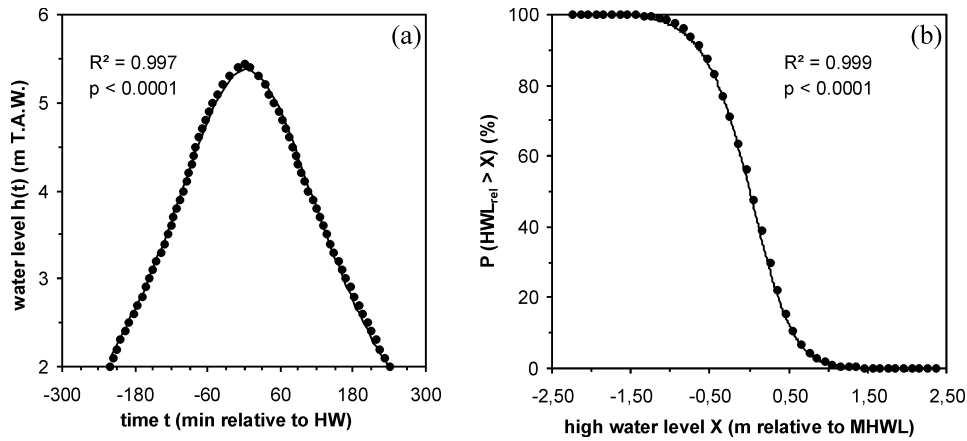 (a)
R² = 0.997
p < 0.0001
water level h(t) (m T.A.W.)
6
5
4
3
2
-300 -180 -60 60 180 300
time t (min relative to HW)
(b)
R² = 0.999
p < 0.0001
P (HWLrel > X) (%)
100
80
60
40
20
0
-2,50 -1,50 -0,50 0,50 1,50 2,50
high water level X (m relative to MHWL)